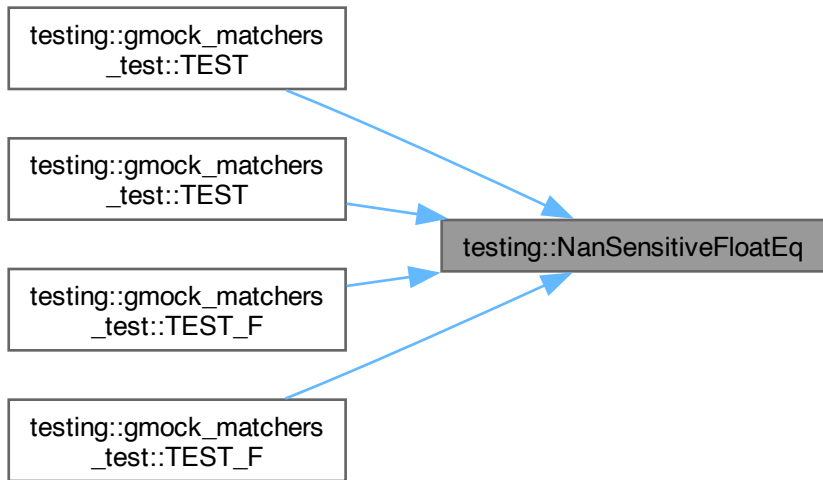 testing::gmock_matchers
_test::TEST
testing::gmock_matchers
_test::TEST
testing::NanSensitiveFloatEq
testing::gmock_matchers
_test::TEST_F
testing::gmock_matchers
_test::TEST_F